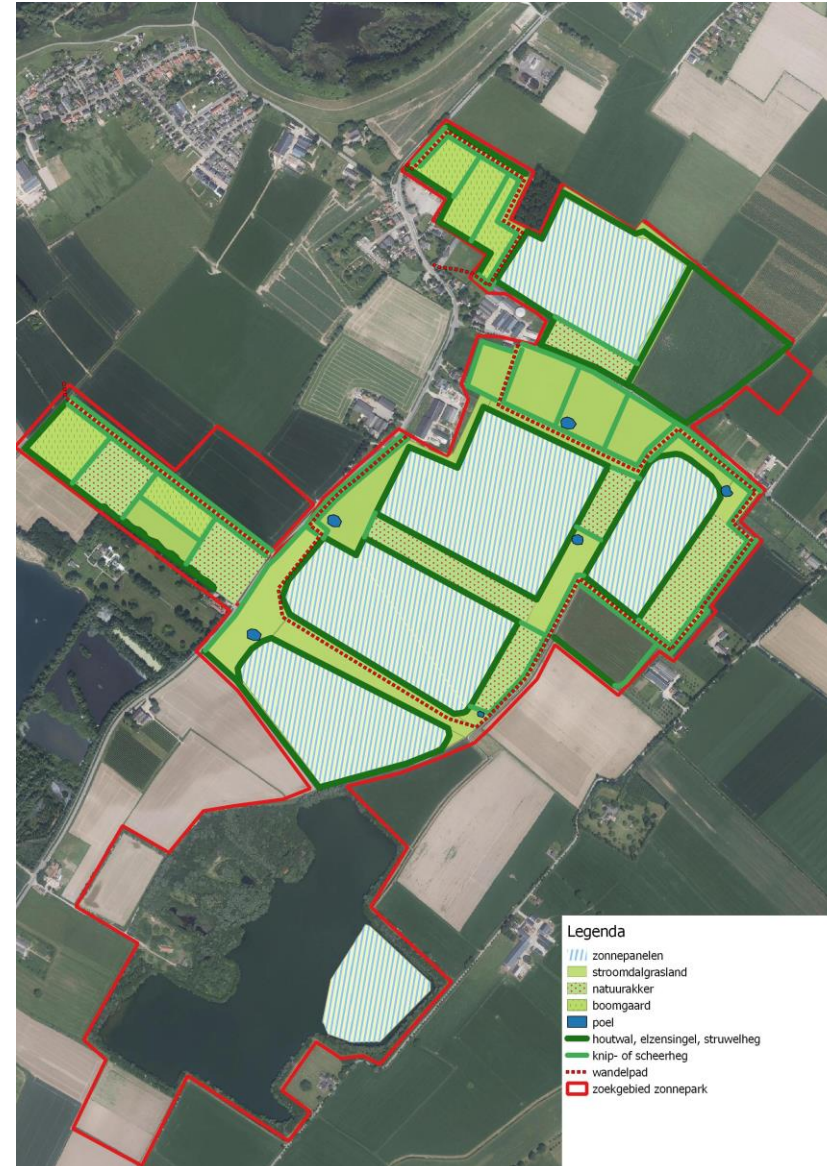 Legenda
zonnepanelen
stroomdalgrasland
natuurakker
boomgaard
poel
houtwal, elzensingel, struwelheg
knip- of scheerheg
wandelpad
zoekgebied zonnepark